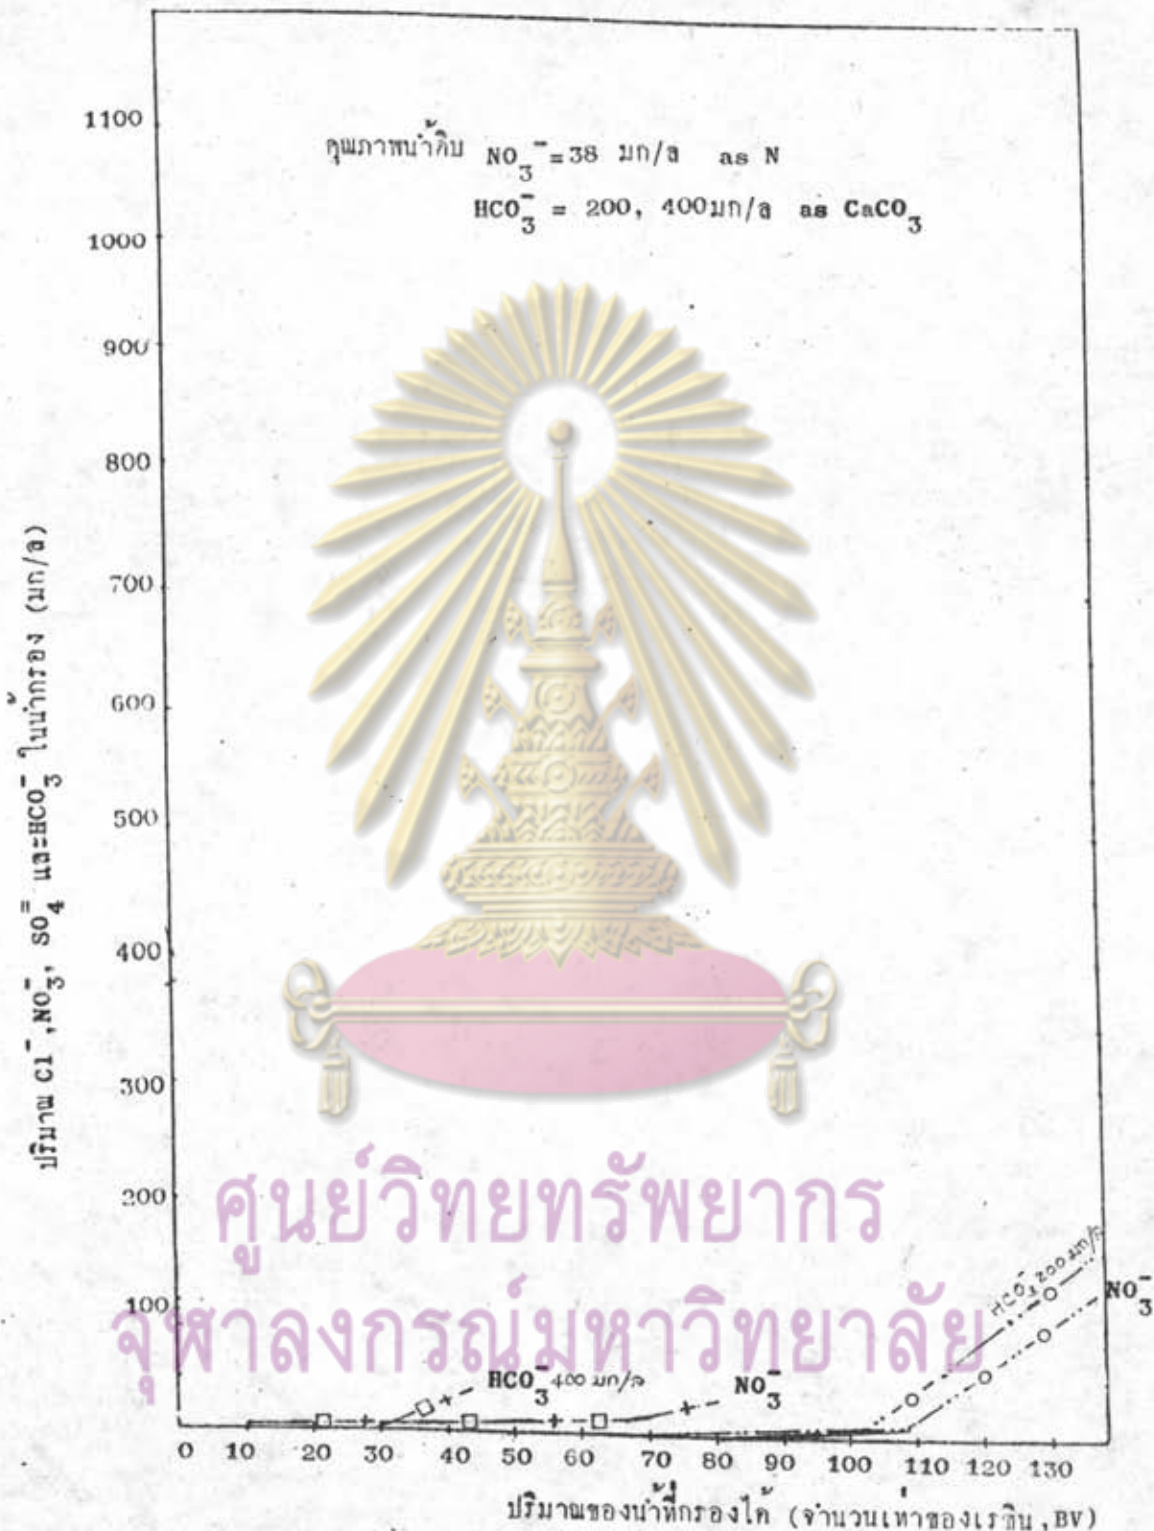 คุณภาพน้ำดิบ NO₃⁻ = 38 มก/ล as N
HCO₃⁻ = 200, 400 มก/ล as CaCO₃
ปริมาณ Cl⁻, NO₃⁻, SO₄⁼ และ HCO₃⁻ ในน้ำกรอง (มก/ล)
1100
1000
900
800
700
600
500
400
300
200
100
ศูนย์วิทยทรัพยากร
จุฬาลงกรณ์มหาวิทยาลัย
HCO₃⁻ 200 มก/ล
NO₃⁻
HCO₃⁻ 400 มก/ล
NO₃⁻
0 10 20 30 40 50 60 70 80 90 100 110 120 130
ปริมาณของน้ำที่กรองได้ (จำนวนเท่าของเรซิน, BV)